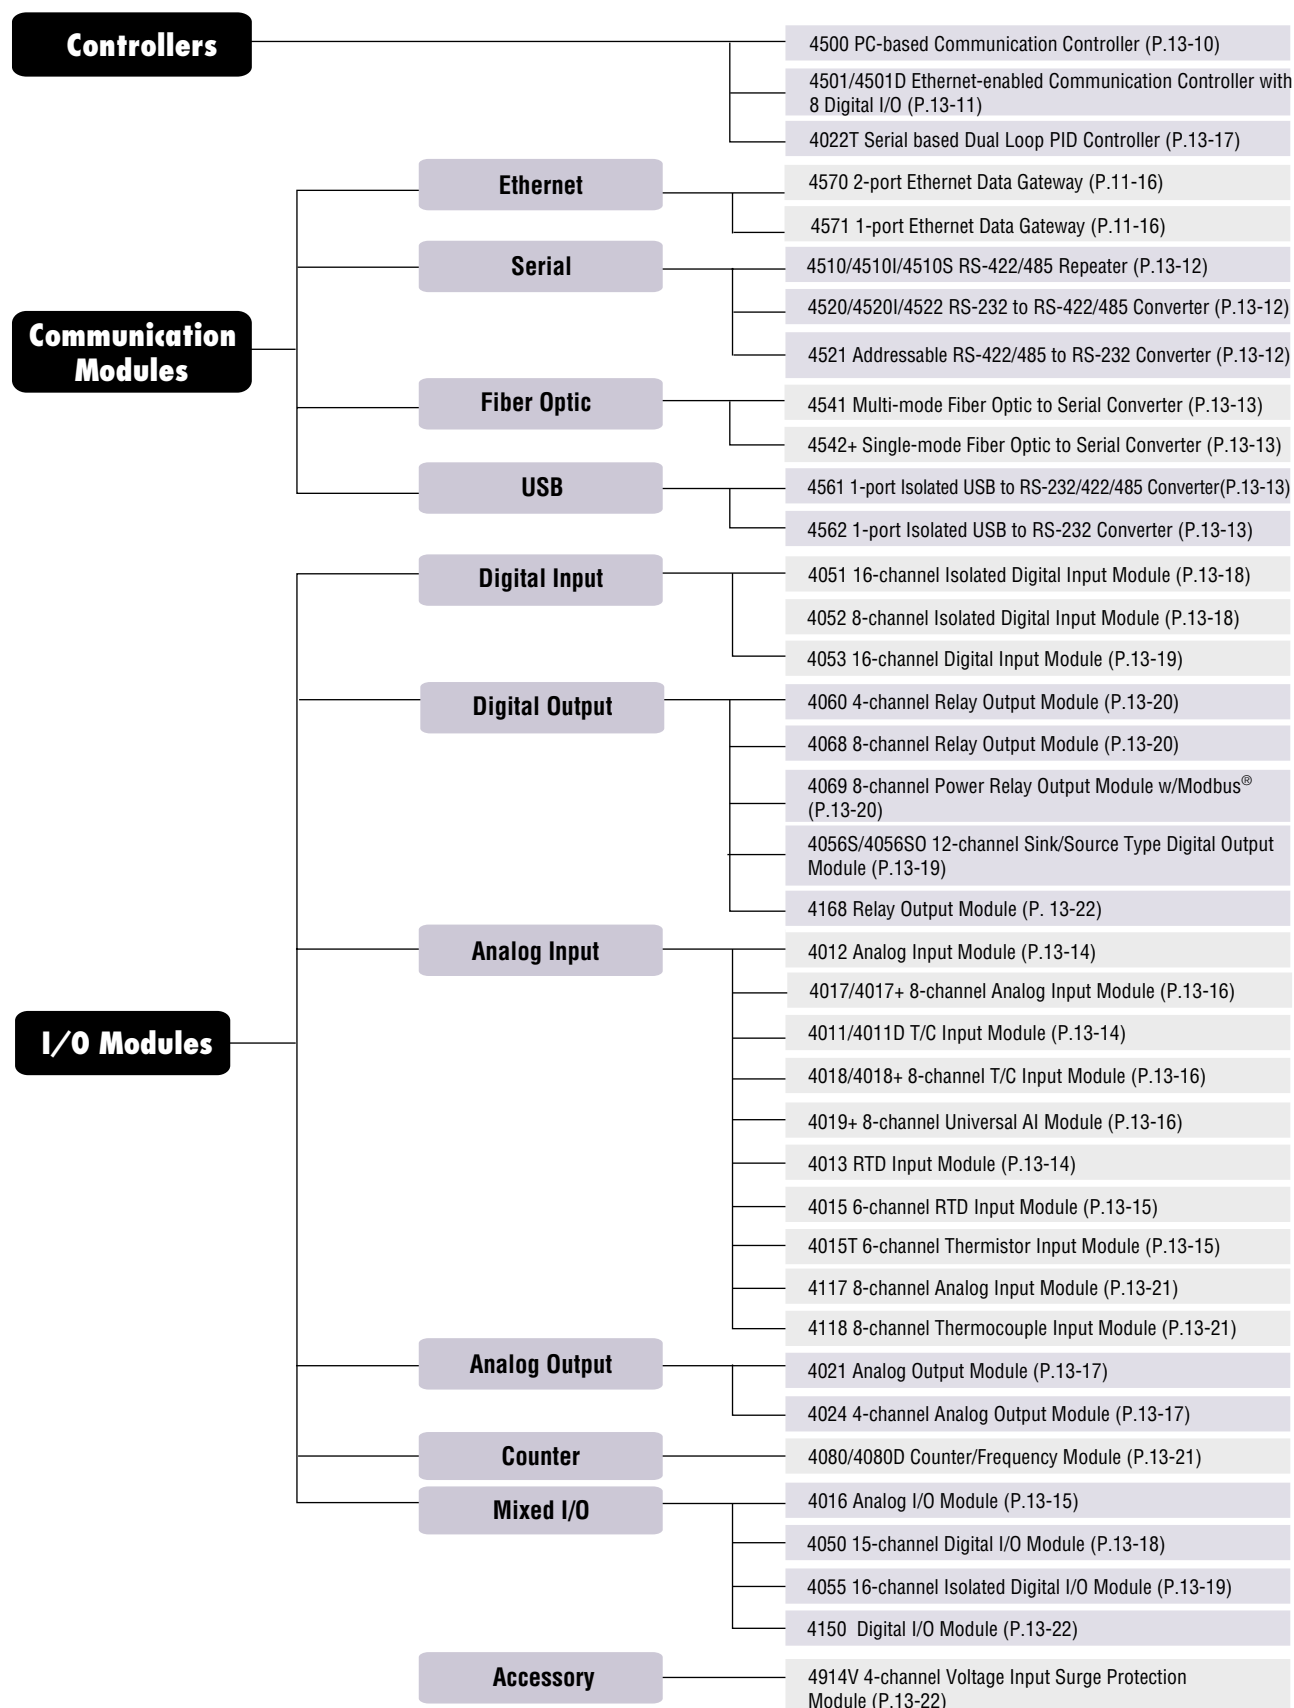 Controllers
4500 PC-based Communication Controller (P.13-10)
4501/4501D Ethernet-enabled Communication Controller with
8 Digital I/O (P.13-11)
4022T Serial based Dual Loop PID Controller (P.13-17)
Communication
Modules
Ethernet
4570 2-port Ethernet Data Gateway (P.11-16)
4571 1-port Ethernet Data Gateway (P.11-16)
Serial
4510/4510I/4510S RS-422/485 Repeater (P.13-12)
4520/4520I/4522 RS-232 to RS-422/485 Converter (P.13-12)
4521 Addressable RS-422/485 to RS-232 Converter (P.13-12)
Fiber Optic
4541 Multi-mode Fiber Optic to Serial Converter (P.13-13)
4542+ Single-mode Fiber Optic to Serial Converter (P.13-13)
USB
4561 1-port Isolated USB to RS-232/422/485 Converter(P.13-13)
4562 1-port Isolated USB to RS-232 Converter (P.13-13)
I/O Modules
Digital Input
4051 16-channel Isolated Digital Input Module (P.13-18)
4052 8-channel Isolated Digital Input Module (P.13-18)
4053 16-channel Digital Input Module (P.13-19)
Digital Output
4060 4-channel Relay Output Module (P.13-20)
4068 8-channel Relay Output Module (P.13-20)
4069 8-channel Power Relay Output Module w/Modbus®
(P.13-20)
4056S/4056SO 12-channel Sink/Source Type Digital Output
Module (P.13-19)
4168 Relay Output Module (P. 13-22)
Analog Input
4012 Analog Input Module (P.13-14)
4017/4017+ 8-channel Analog Input Module (P.13-16)
4011/4011D T/C Input Module (P.13-14)
4018/4018+ 8-channel T/C Input Module (P.13-16)
4019+ 8-channel Universal AI Module (P.13-16)
4013 RTD Input Module (P.13-14)
4015 6-channel RTD Input Module (P.13-15)
4015T 6-channel Thermistor Input Module (P.13-15)
4117 8-channel Analog Input Module (P.13-21)
4118 8-channel Thermocouple Input Module (P.13-21)
Analog Output
4021 Analog Output Module (P.13-17)
4024 4-channel Analog Output Module (P.13-17)
Counter
4080/4080D Counter/Frequency Module (P.13-21)
Mixed I/O
4016 Analog I/O Module (P.13-15)
4050 15-channel Digital I/O Module (P.13-18)
4055 16-channel Isolated Digital I/O Module (P.13-19)
4150 Digital I/O Module (P.13-22)
Accessory
4914V 4-channel Voltage Input Surge Protection
Module (P.13-22)